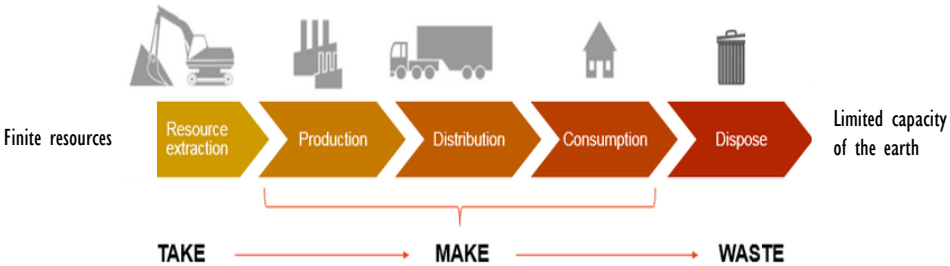 Finite resources
Resource
extraction
Production
Distribution
Consumption
Dispose
Limited capacity
of the earth
TAKE
MAKE
WASTE